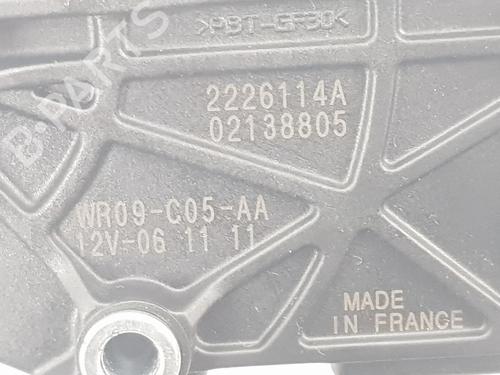 >PBT-GF30<
2226114A
02138805
WR09-C05-AA
12V-06 11 11
MADE
IN FRANCE
B-PARTS